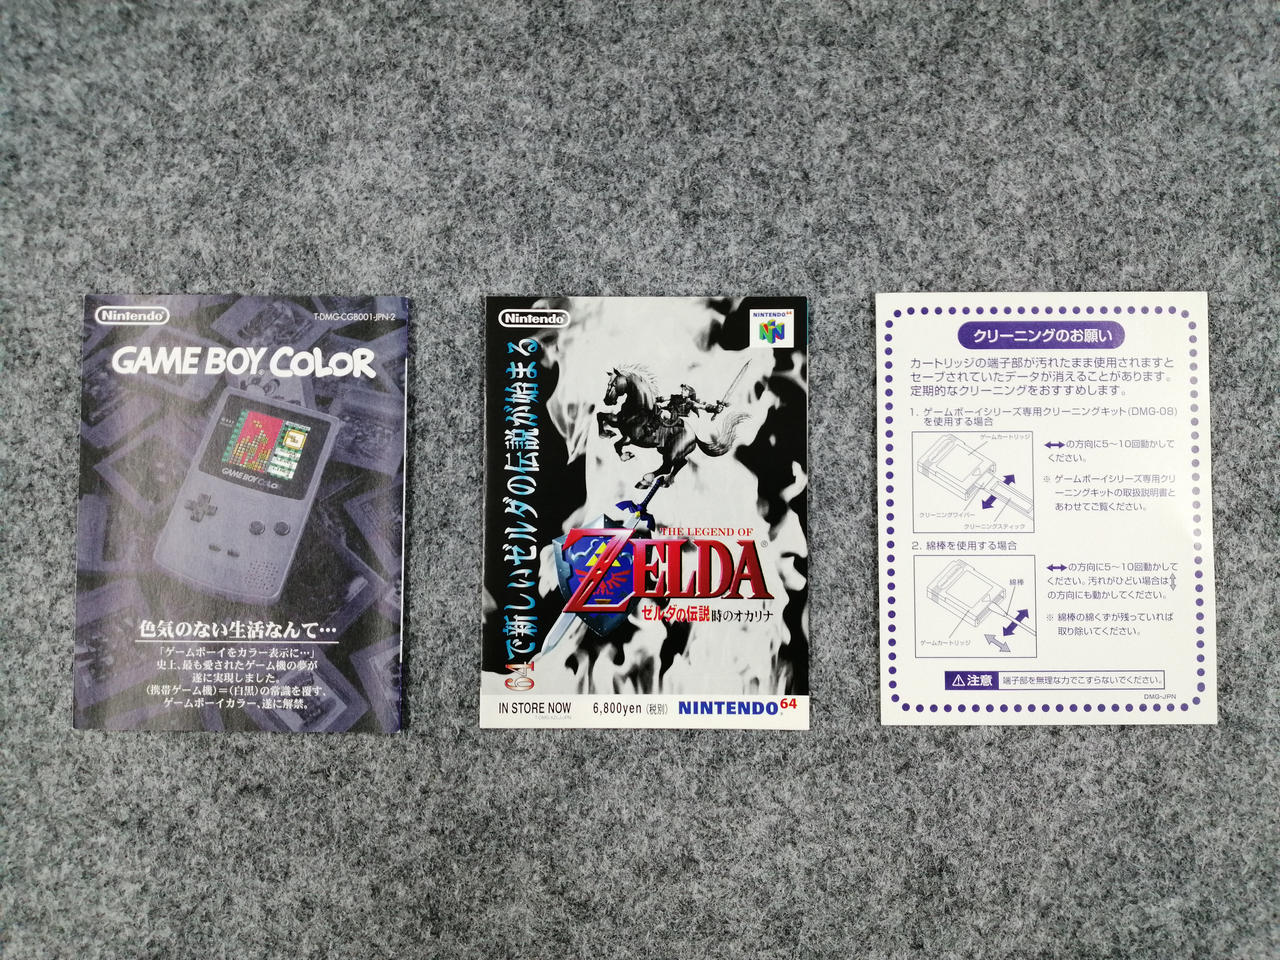 Nintendo
T-DMG-CGB001-JPN-2
GAME BOY COLOR
GAME BOY COLOR
色気のない生活なんて…
「ゲームボーイをカラー表示に…」
史上、最も愛されたゲーム機の夢が
遂に実現しました。
〈携帯ゲーム機〉=〈白黒〉の常識を覆す、
ゲームボーイカラー、遂に解禁。
Nintendo
NINTENDO64
64で新しいゼルダの伝説が始まる
THE LEGEND OF
ZELDA®
ゼルダの伝説 時のオカリナ
IN STORE NOW 6,800yen (税別) NINTENDO64
クリーニングのお願い
カートリッジの端子部が汚れたまま使用されますと
セーブされていたデータが消えることがあります。
定期的なクリーニングをおすすめします。
1. ゲームボーイシリーズ専用クリーニングキット(DMG-08)
を使用する場合
ゲームカートリッジ
クリーニングワイパー
クリーニングスティック
⟷の方向に5〜10回動かして
ください。
※ ゲームボーイシリーズ専用クリ
ーニングキットの取扱説明書と
あわせてご覧ください。
2. 綿棒を使用する場合
綿棒
ゲームカートリッジ
⟷の方向に5〜10回動かして
ください。汚れがひどい場合は⇕
の方向にも動かしてください。
※ 綿棒の綿くずが残っていれば
取り除いてください。
注意 端子部を無理な力でこすらないでください。
DMG-JPN